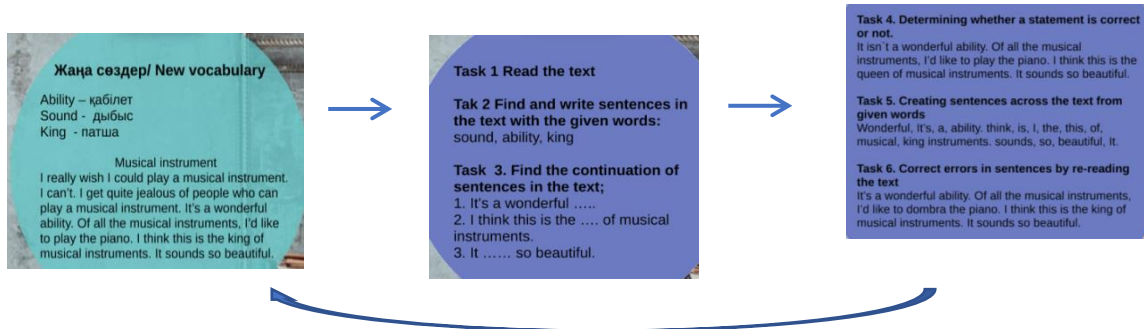 Жаңа сөздер/ New vocabulary
Ability – қабілет
Sound - дыбыс
King - патша
Musical instrument
I really wish I could play a musical instrument.
I can't. I get quite jealous of people who can
play a musical instrument. It's a wonderful
ability. Of all the musical instruments, I'd like
to play the piano. I think this is the king of
musical instruments. It sounds so beautiful.
Task 1 Read the text
Tak 2 Find and write sentences in
the text with the given words:
sound, ability, king
Task 3. Find the continuation of
sentences in the text;
1. It's a wonderful …..
2. I think this is the …. of musical
instruments.
3. It …… so beautiful.
Task 4. Determining whether a statement is correct
or not.
It isn`t a wonderful ability. Of all the musical
instruments, I'd like to play the piano. I think this is the
queen of musical instruments. It sounds so beautiful.
Task 5. Creating sentences across the text from
given words
Wonderful, It's, a, ability. think, is, I, the, this, of,
musical, king instruments. sounds, so, beautiful, It.
Task 6. Correct errors in sentences by re-reading
the text
It's a wonderful ability. Of all the musical instruments,
I'd like to dombra the piano. I think this is the king of
musical instruments. It sounds so beautiful.